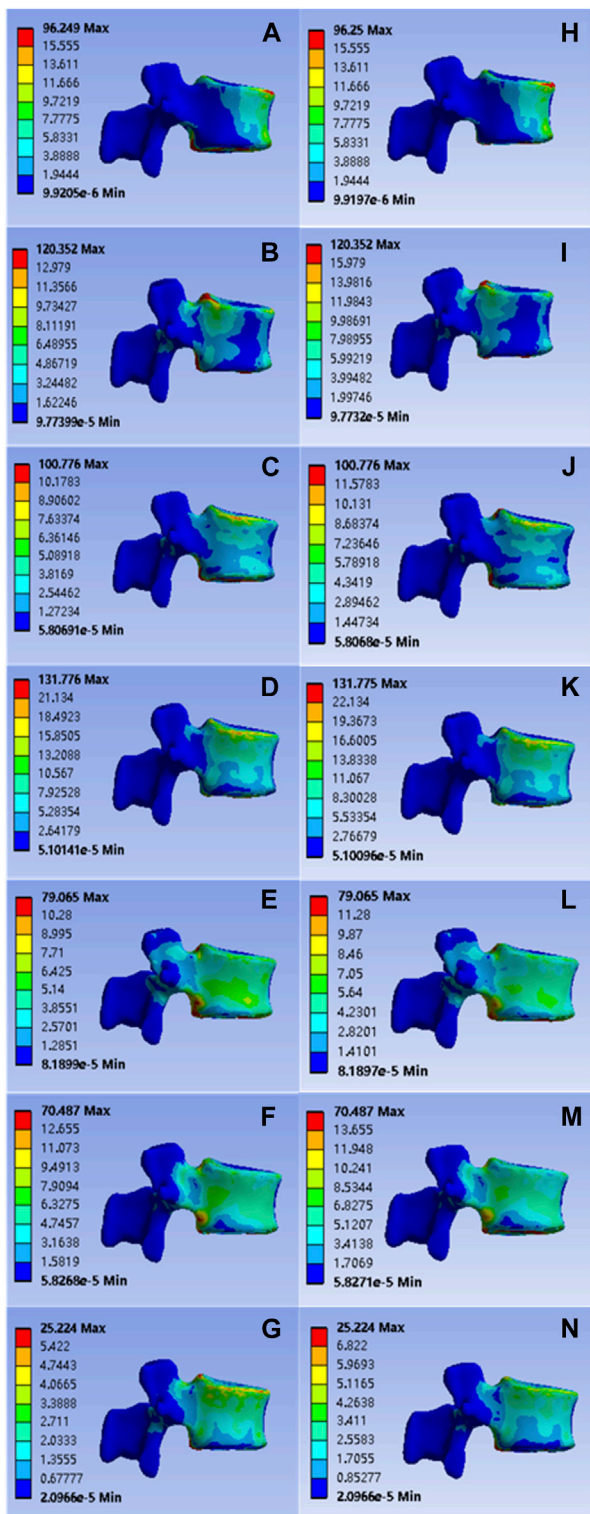 A
96.249 Max
15.555
13.611
11.666
9.7219
7.7775
5.8331
3.8888
1.9444
9.9205e-6 Min
H
96.25 Max
15.555
13.611
11.666
9.7219
7.7775
5.8331
3.8888
1.9444
9.9197e-6 Min
B
120.352 Max
12.979
11.3566
9.73427
8.11191
6.48955
4.86719
3.24482
1.62246
9.77399e-5 Min
I
120.352 Max
15.979
13.9816
11.9843
9.98691
7.98955
5.99219
3.99482
1.99746
9.7732e-5 Min
C
100.776 Max
10.1783
8.90602
7.63374
6.36146
5.08918
3.8169
2.54462
1.27234
5.80691e-5 Min
J
100.776 Max
11.5783
10.131
8.68374
7.23646
5.78918
4.3419
2.89462
1.44734
5.8068e-5 Min
D
131.776 Max
21.134
18.4923
15.8505
13.2088
10.567
7.92528
5.28354
2.64179
5.10141e-5 Min
K
131.775 Max
22.134
19.3673
16.6005
13.8338
11.067
8.30028
5.53354
2.76679
5.10096e-5 Min
E
79.065 Max
10.28
8.995
7.71
6.425
5.14
3.8551
2.5701
1.2851
8.1899e-5 Min
L
79.065 Max
11.28
9.87
8.46
7.05
5.64
4.2301
2.8201
1.4101
8.1897e-5 Min
F
70.487 Max
12.655
11.073
9.4913
7.9094
6.3275
4.7457
3.1638
1.5819
5.8268e-5 Min
M
70.487 Max
13.655
11.948
10.241
8.5344
6.8275
5.1207
3.4138
1.7069
5.8271e-5 Min
G
25.224 Max
5.422
4.7443
4.0665
3.3888
2.711
2.0333
1.3555
0.67777
2.0966e-5 Min
N
25.224 Max
6.822
5.9693
5.1165
4.2638
3.411
2.5583
1.7055
0.85277
2.0966e-5 Min